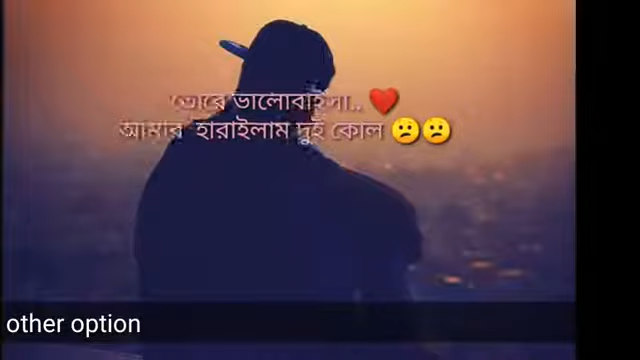 তোরে ভালোবাইসা.. ❤️
আমার হারাইলাম দুই কোল 😕😕
other option